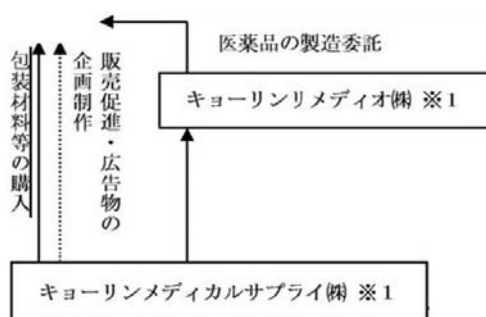 医薬品の製造委託
キョーリンリメディオ㈱ ※1
販売促進・広告物の
企画制作
包装材料等の購入
キョーリンメディカルサプライ㈱ ※1